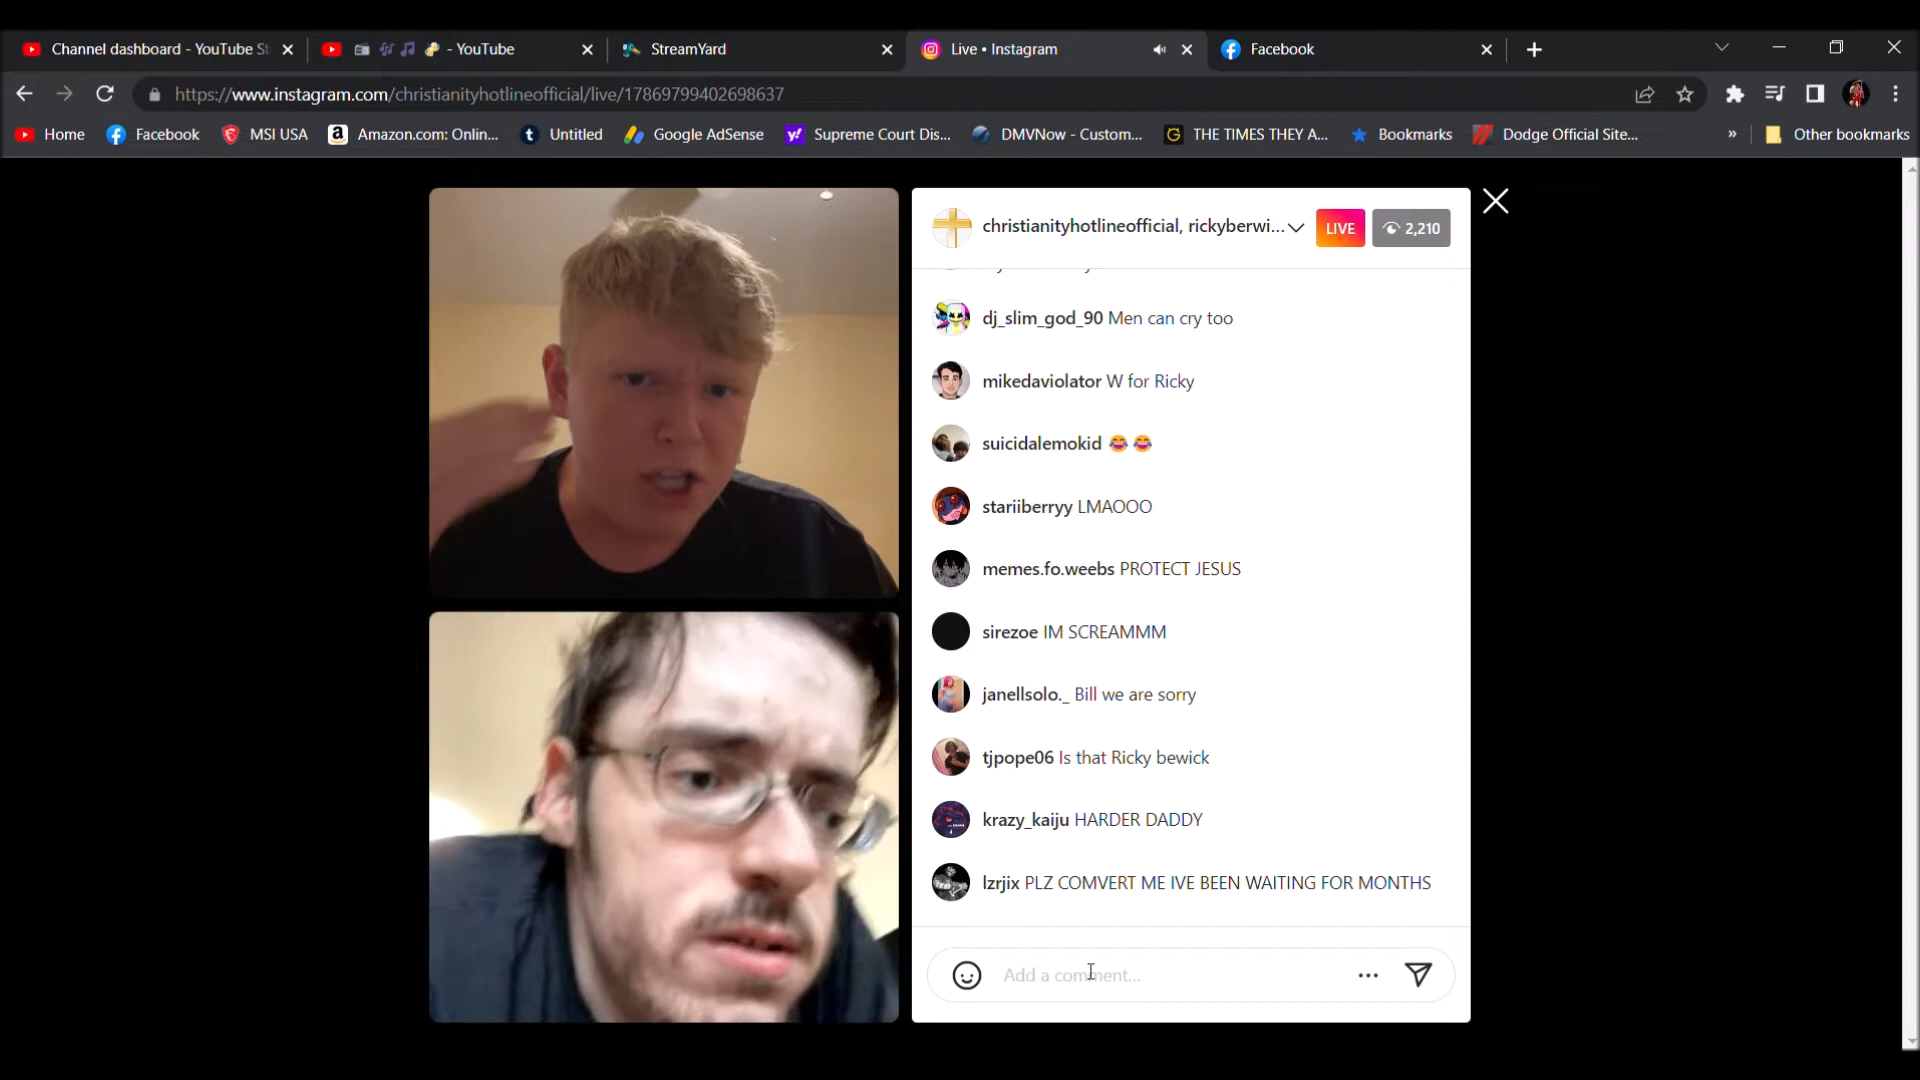 Channel dashboard - YouTube St
- YouTube
StreamYard
Live • Instagram
Facebook
https://www.instagram.com/christianityhotlineofficial/live/17869799402698637
Home
Facebook
MSI USA
Amazon.com: Onlin...
Untitled
Google AdSense
Supreme Court Dis...
DMVNow - Custom...
THE TIMES THEY A...
Bookmarks
Dodge Official Site...
»
Other bookmarks
christianityhotlineofficial, rickyberwi...
LIVE
2,210
dj_slim_god_90 Men can cry too
mikedaviolator W for Ricky
suicidalemokid 😂 😂
stariiberryy LMAOOO
memes.fo.weebs PROTECT JESUS
sirezoe IM SCREAMMM
janellsolo._ Bill we are sorry
tjpope06 Is that Ricky bewick
krazy_kaiju HARDER DADDY
lzrjix PLZ COMVERT ME IVE BEEN WAITING FOR MONTHS
Add a comment...